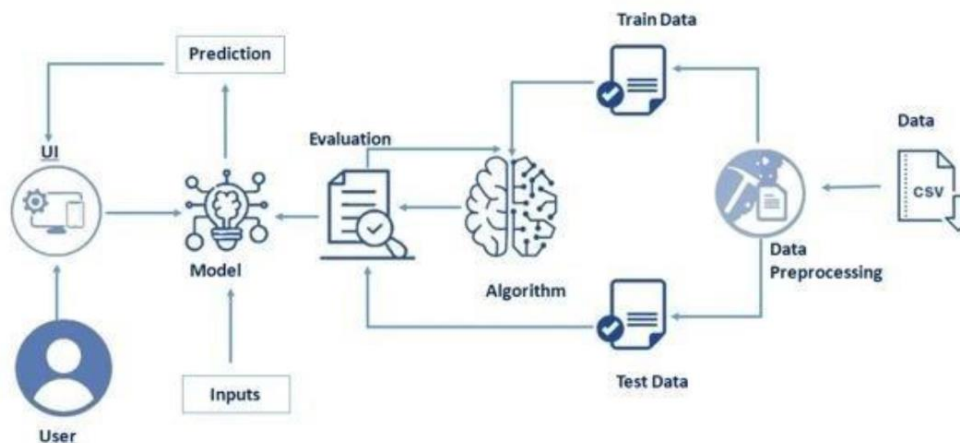 Train Data
Prediction
Data
Evaluation
UI
CSV
Model
Data
Preprocessing
Algorithm
Inputs
Test Data
User